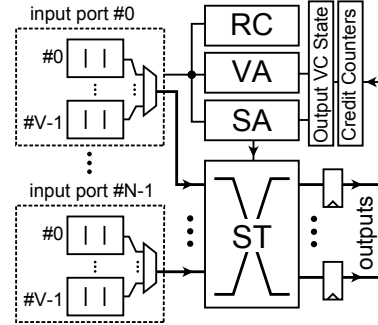 input port #0
#0
#V-1
input port #N-1
#0
#V-1
RC
VA
SA
ST
Output VC State
Credit Counters
outputs